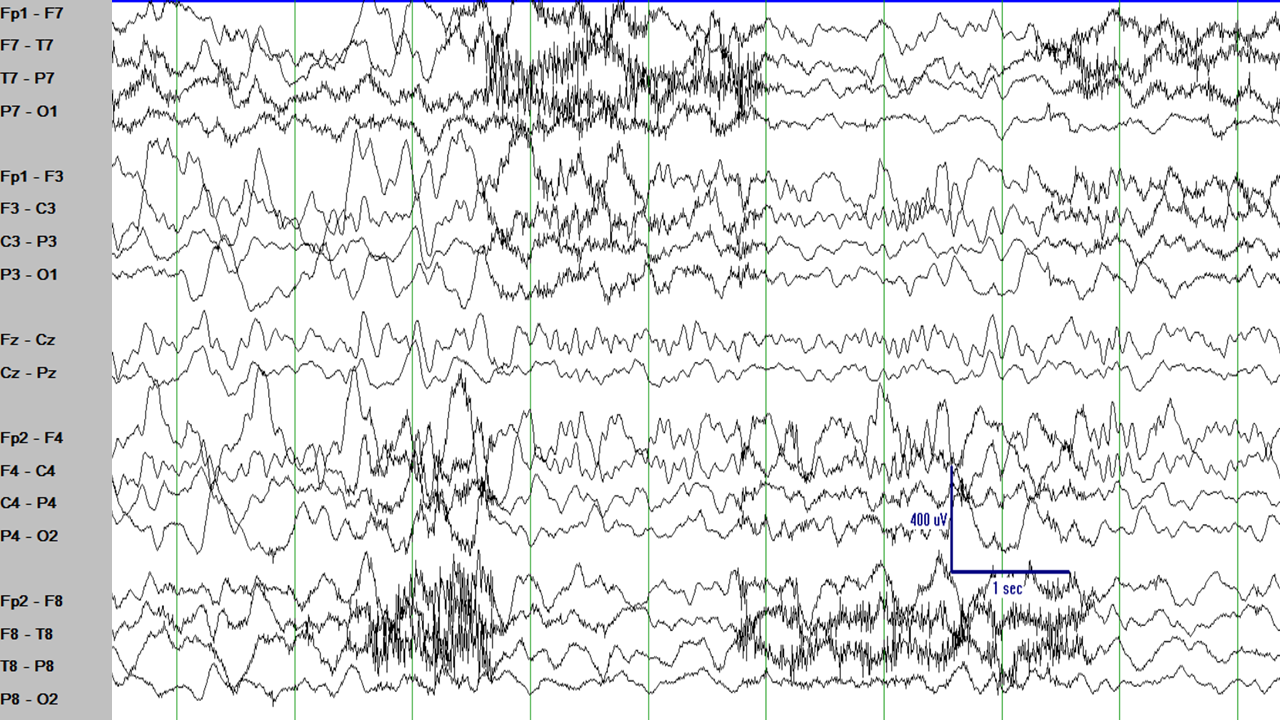 Fp1 - F7
F7 - T7
T7 - P7
P7 - O1
Fp1 - F3
F3 - C3
C3 - P3
P3 - O1
Fz - Cz
Cz - Pz
Fp2 - F4
F4 - C4
C4 - P4
P4 - O2
400 uV
1 sec
Fp2 - F8
F8 - T8
T8 - P8
P8 - O2